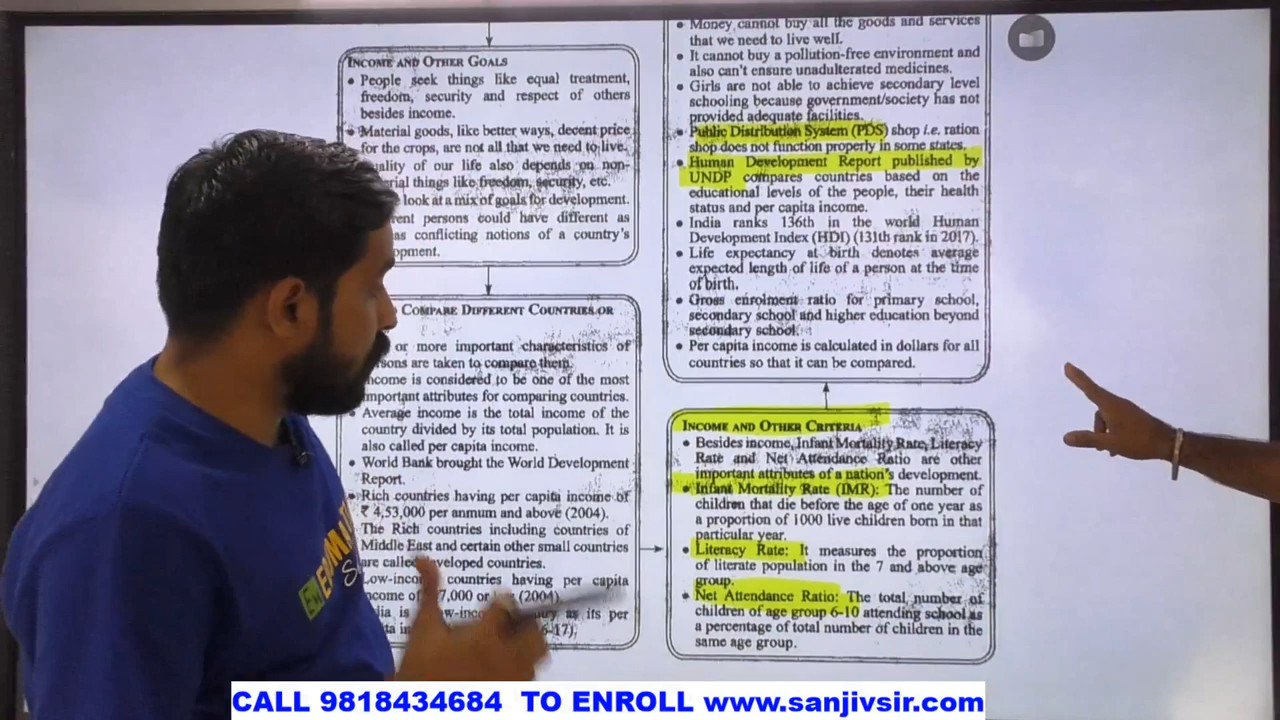 INCOME AND OTHER GOALS
• People seek things like equal treatment,
freedom, security and respect of others
besides income.
• Material goods, like better ways, decent price
for the crops, are not all that we need to live.
of our life also depends on non-
things like freedom, security, etc.
look at a mix of goals for development.
persons could have different as
conflicting notions of a country's
COMPARE DIFFERENT COUNTRIES OR
or more important characteristics of
are taken to compare them.
income is considered to be one of the most
important attributes for comparing countries.
• Average income is the total income of the
country divided by its total population. It is
also called per capita income.
• World Bank brought the World Development
Report.
• Rich countries having per capita income of
₹ 4,53,000 per annum and above (2004).
The Rich countries including countries of
Middle East and certain other small countries
are called developed countries.
countries having per capita
income of (2004).
is as its per
Money cannot buy all the goods and services
that we need to live well.
• It cannot buy a pollution-free environment and
also can't ensure unadulterated medicines.
• Girls are not able to achieve secondary level
schooling because government/society has not
provided adequate facilities.
• Public Distribution System (PDS) shop i.e. ration
shop does not function properly in some states.
• Human Development Report published by
UNDP compares countries based on the
educational levels of the people, their health
status and per capita income.
• India ranks 136th in the world Human
Development Index (HDI) (131th rank in 2017).
• Life expectancy at birth denotes average
expected length of life of a person at the time
of birth.
• Gross enrolment ratio for primary school,
secondary school and higher education beyond
secondary school.
• Per capita income is calculated in dollars for all
countries so that it can be compared.
INCOME AND OTHER CRITERIA
• Besides income, Infant Mortality Rate, Literacy
Rate and Net Attendance Ratio are other
important attributes of a nation's development.
• Infant Mortality Rate (IMR): The number of
children that die before the age of one year as
a proportion of 1000 live children born in that
particular year.
• Literacy Rate: It measures the proportion
of literate population in the 7 and above age
group.
• Net Attendance Ratio: The total number of
children of age group 6-10 attending school as
a percentage of total number of children in the
same age group.
CALL 9818434684 TO ENROLL www.sanjivsir.com